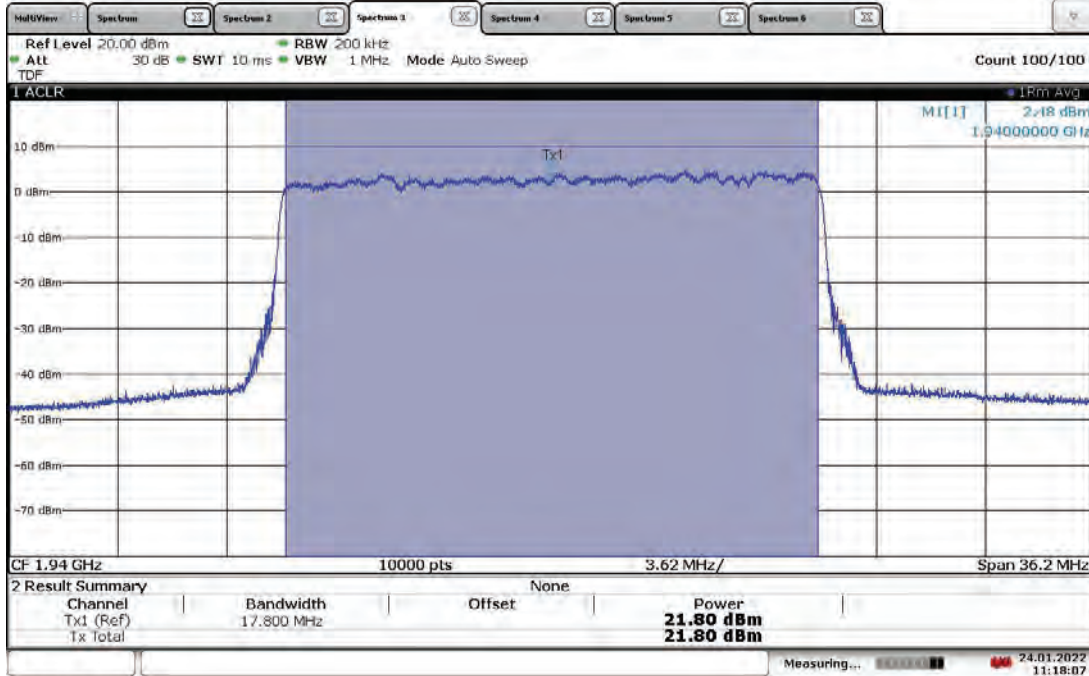 MultiView Spectrum Spectrum 2 Spectrum 3 Spectrum 4 Spectrum 5 Spectrum 6
Ref Level 20.00 dBm RBW 200 kHz
Att 30 dB SWT 10 ms VBW 1 MHz Mode Auto Sweep Count 100/100
TDF
1 ACLR 1Rm Avg
M1[1] 2.48 dBm
1.94000000 GHz
10 dBm
Tx1
0 dBm
-10 dBm
-20 dBm
-30 dBm
-40 dBm
-50 dBm
-60 dBm
-70 dBm
CF 1.94 GHz 10000 pts 3.62 MHz/ Span 36.2 MHz
2 Result Summary None
Channel Bandwidth Offset Power
Tx1 (Ref) 17.800 MHz 21.80 dBm
Tx Total 21.80 dBm
Measuring... 24.01.2022
11:18:07